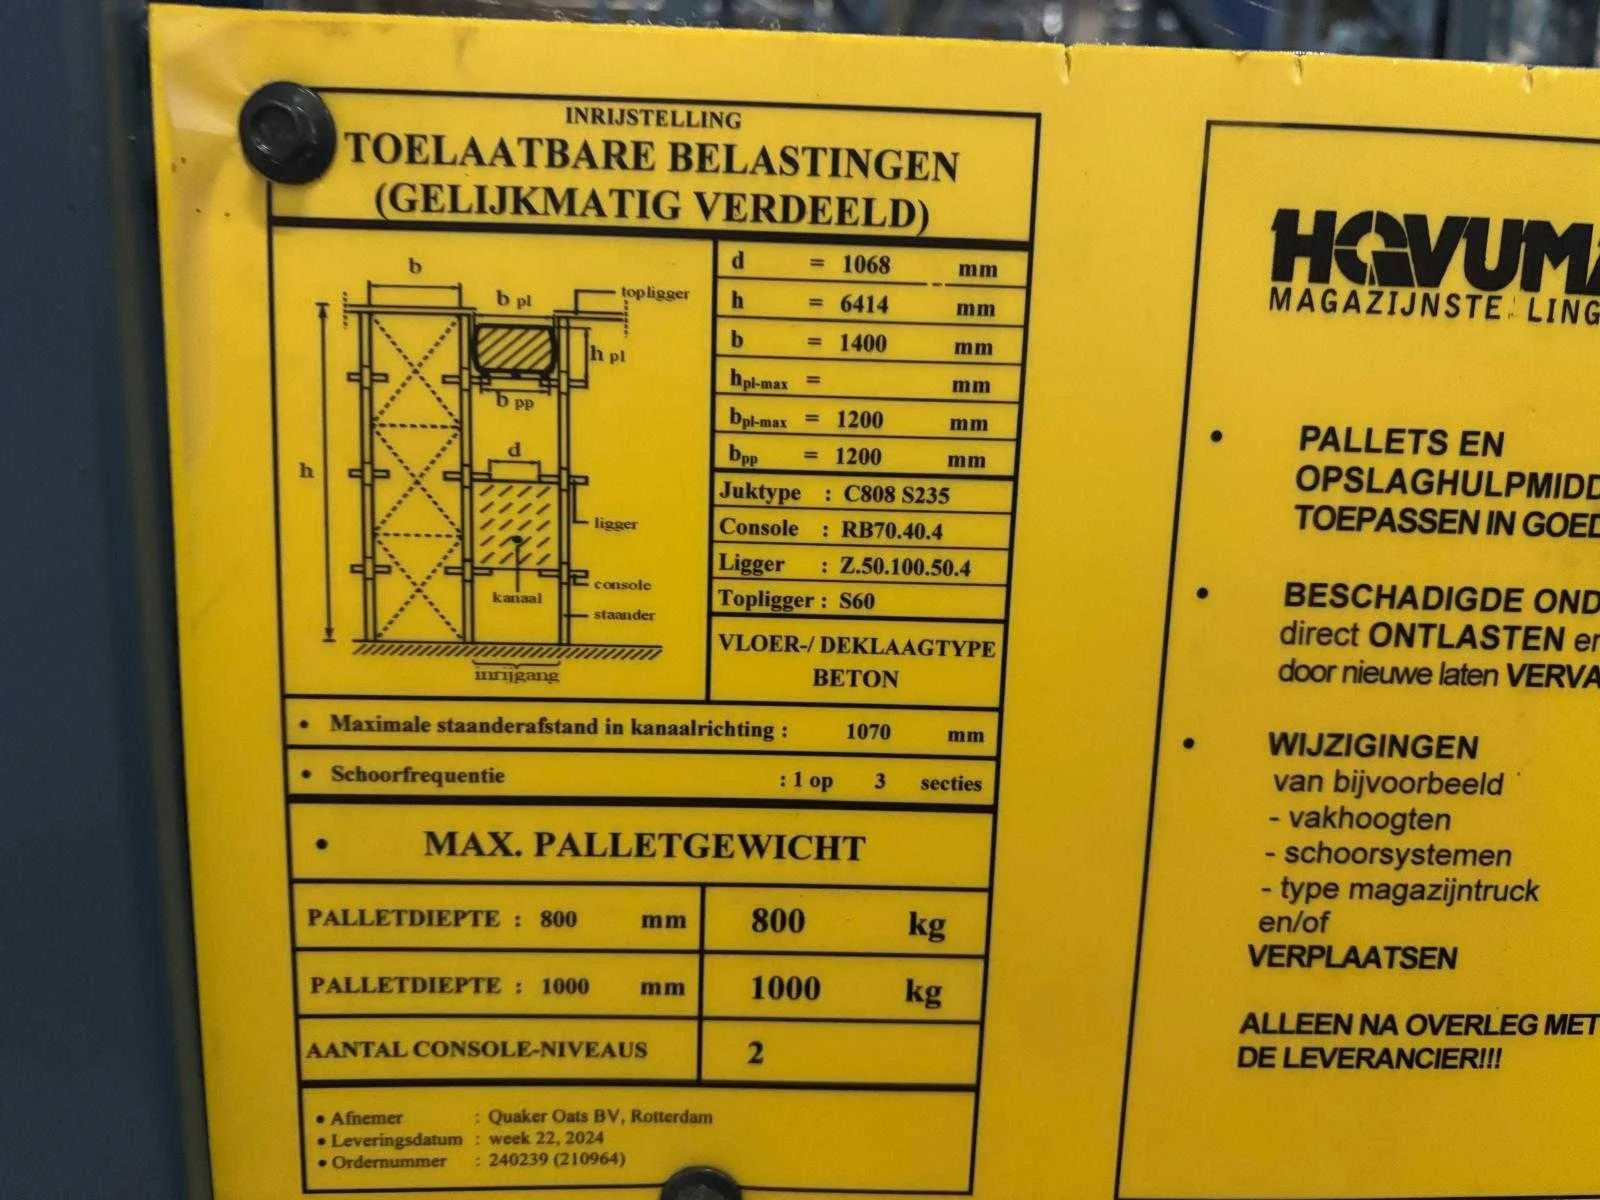 INRIJSTELLING
TOELAATBARE BELASTINGEN
(GELIJKMATIG VERDEELD)
b
b pl
topligger
h pl
b pp
d
h
ligger
console
kanaal
staander
inrijgang
d = 1068 mm
h = 6414 mm
b = 1400 mm
hpl-max = mm
bpl-max = 1200 mm
bpp = 1200 mm
Juktype : C808 S235
Console : RB70.40.4
Ligger : Z.50.100.50.4
Topligger : S60
VLOER-/ DEKLAAGTYPE
BETON
• Maximale staanderafstand in kanaalrichting : 1070 mm
• Schoorfrequentie : 1 op 3 secties
• MAX. PALLETGEWICHT
PALLETDIEPTE : 800 mm 800 kg
PALLETDIEPTE : 1000 mm 1000 kg
AANTAL CONSOLE-NIVEAUS 2
• Afnemer : Quaker Oats BV, Rotterdam
• Leveringsdatum : week 22, 2024
• Ordernummer : 240239 (210964)
HOVUMA
MAGAZIJNSTE LING
• PALLETS EN
OPSLAGHULPMIDD
TOEPASSEN IN GOED
• BESCHADIGDE OND
direct ONTLASTEN en
door nieuwe laten VERVA
• WIJZIGINGEN
van bijvoorbeeld
- vakhoogten
- schoorsystemen
- type magazijntruck
en/of
VERPLAATSEN
ALLEEN NA OVERLEG MET
DE LEVERANCIER!!!